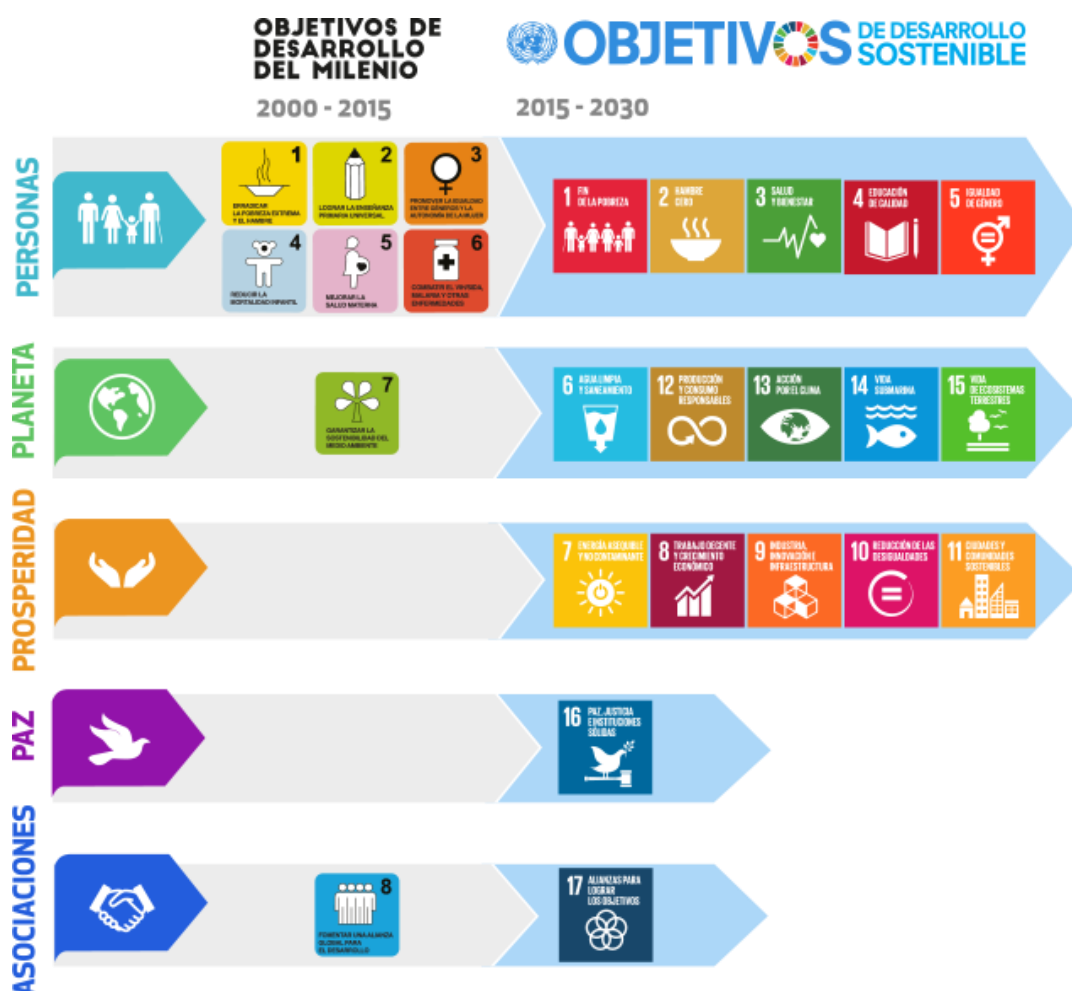 OBJETIVOS DE
DESARROLLO
DEL MILENIO
2000 - 2015
OBJETIVOS DE DESARROLLO
SOSTENIBLE
2015 - 2030
PERSONAS
1
ERRADICAR
LA POBREZA EXTREMA
Y EL HAMBRE
2
LOGRAR LA ENSEÑANZA
PRIMARIA UNIVERSAL
3
PROMOVER LA IGUALDAD
ENTRE GÉNEROS Y LA
AUTONOMÍA DE LA MUJER
4
REDUCIR LA
MORTALIDAD INFANTIL
5
MEJORAR LA
SALUD MATERNA
6
COMBATIR EL VIH/SIDA,
MALARIA Y OTRAS
ENFERMEDADES
1 FIN
DE LA POBREZA
2 HAMBRE
CERO
3 SALUD
Y BIENESTAR
4 EDUCACIÓN
DE CALIDAD
5 IGUALDAD
DE GÉNERO
PLANETA
7
GARANTIZAR LA
SOSTENIBILIDAD DEL
MEDIO AMBIENTE
6 AGUA LIMPIA
Y SANEAMIENTO
12 PRODUCCIÓN
Y CONSUMO
RESPONSABLES
13 ACCIÓN
POR EL CLIMA
14 VIDA
SUBMARINA
15 VIDA
DE ECOSISTEMAS
TERRESTRES
PROSPERIDAD
7 ENERGÍA ASEQUIBLE
Y NO CONTAMINANTE
8 TRABAJO DECENTE
Y CRECIMIENTO
ECONÓMICO
9 INDUSTRIA,
INNOVACIÓN E
INFRAESTRUCTURA
10 REDUCCIÓN DE LAS
DESIGUALDADES
11 CIUDADES Y
COMUNIDADES
SOSTENIBLES
PAZ
16 PAZ, JUSTICIA
E INSTITUCIONES
SÓLIDAS
ASOCIACIONES
8
FOMENTAR UNA ALIANZA
GLOBAL PARA
EL DESARROLLO
17 ALIANZAS PARA
LOGRAR
LOS OBJETIVOS